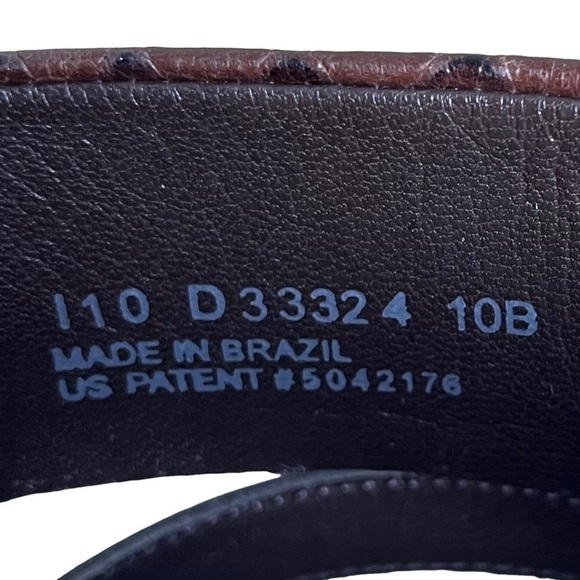 I10 D33324 10B
MADE IN BRAZIL
US PATENT #5042176